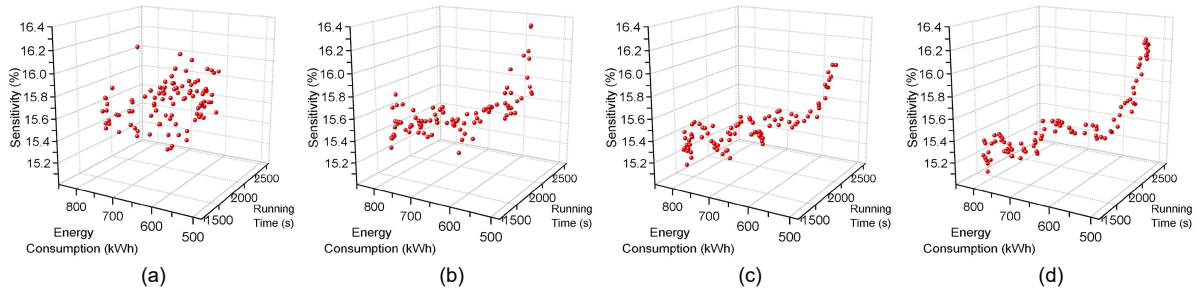 16.4
16.2
16.0
15.8
15.6
15.4
15.2
Sensitivity (%)
800
700
600
500
Energy
Consumption (kWh)
1500
2000
2500
Running
Time (s)
(a)
16.4
16.2
16.0
15.8
15.6
15.4
15.2
Sensitivity (%)
800
700
600
500
Energy
Consumption (kWh)
1500
2000
2500
Running
Time (s)
(b)
16.4
16.2
16.0
15.8
15.6
15.4
15.2
Sensitivity (%)
800
700
600
500
Energy
Consumption (kWh)
1500
2000
2500
Running
Time (s)
(c)
16.4
16.2
16.0
15.8
15.6
15.4
15.2
Sensitivity (%)
800
700
600
500
Energy
Consumption (kWh)
1500
2000
2500
Running
Time (s)
(d)